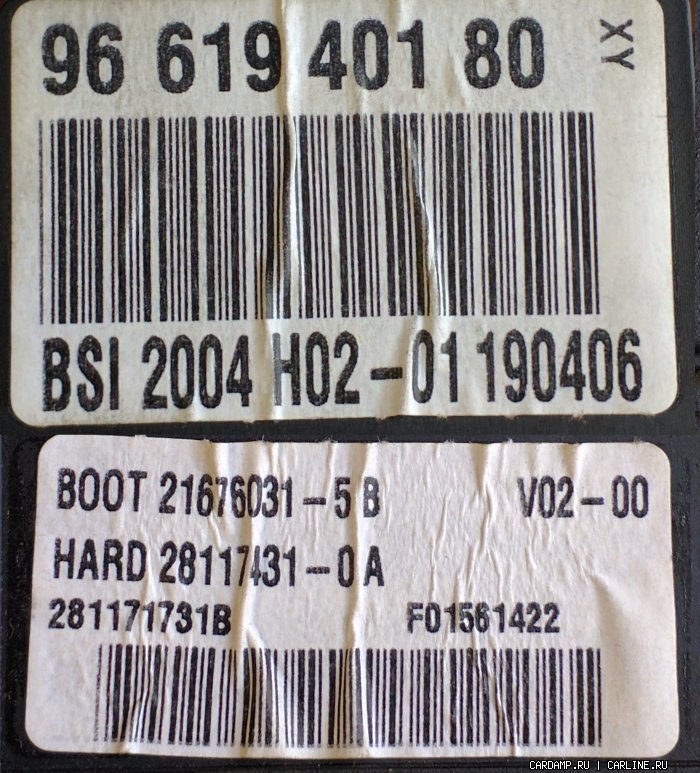 96 619 401 80 XY
BSI 2004 H02-01 190406
BOOT 21676031-5 B V02-00
HARD 28117431-0 A
281171731B F01561422
CARDAMP.RU | CARLINE.RU